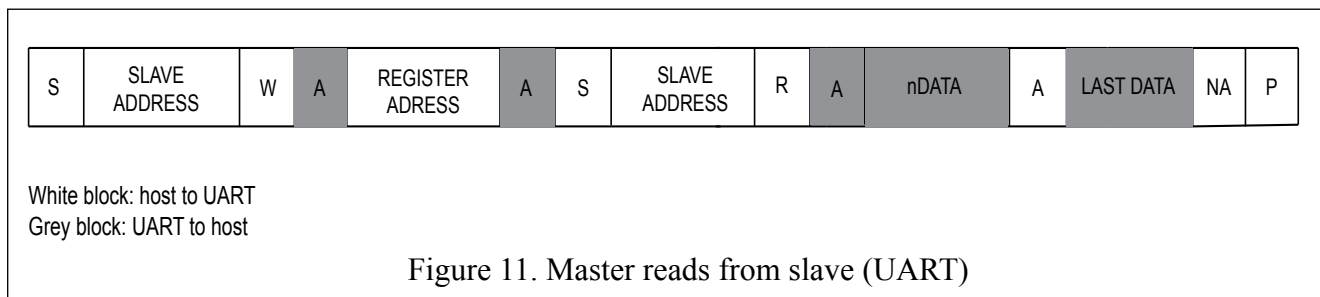 S SLAVE ADDRESS W A REGISTER ADRESS A S SLAVE ADDRESS R A nDATA A LAST DATA NA P
White block: host to UART
Grey block: UART to host
Figure 11. Master reads from slave (UART)